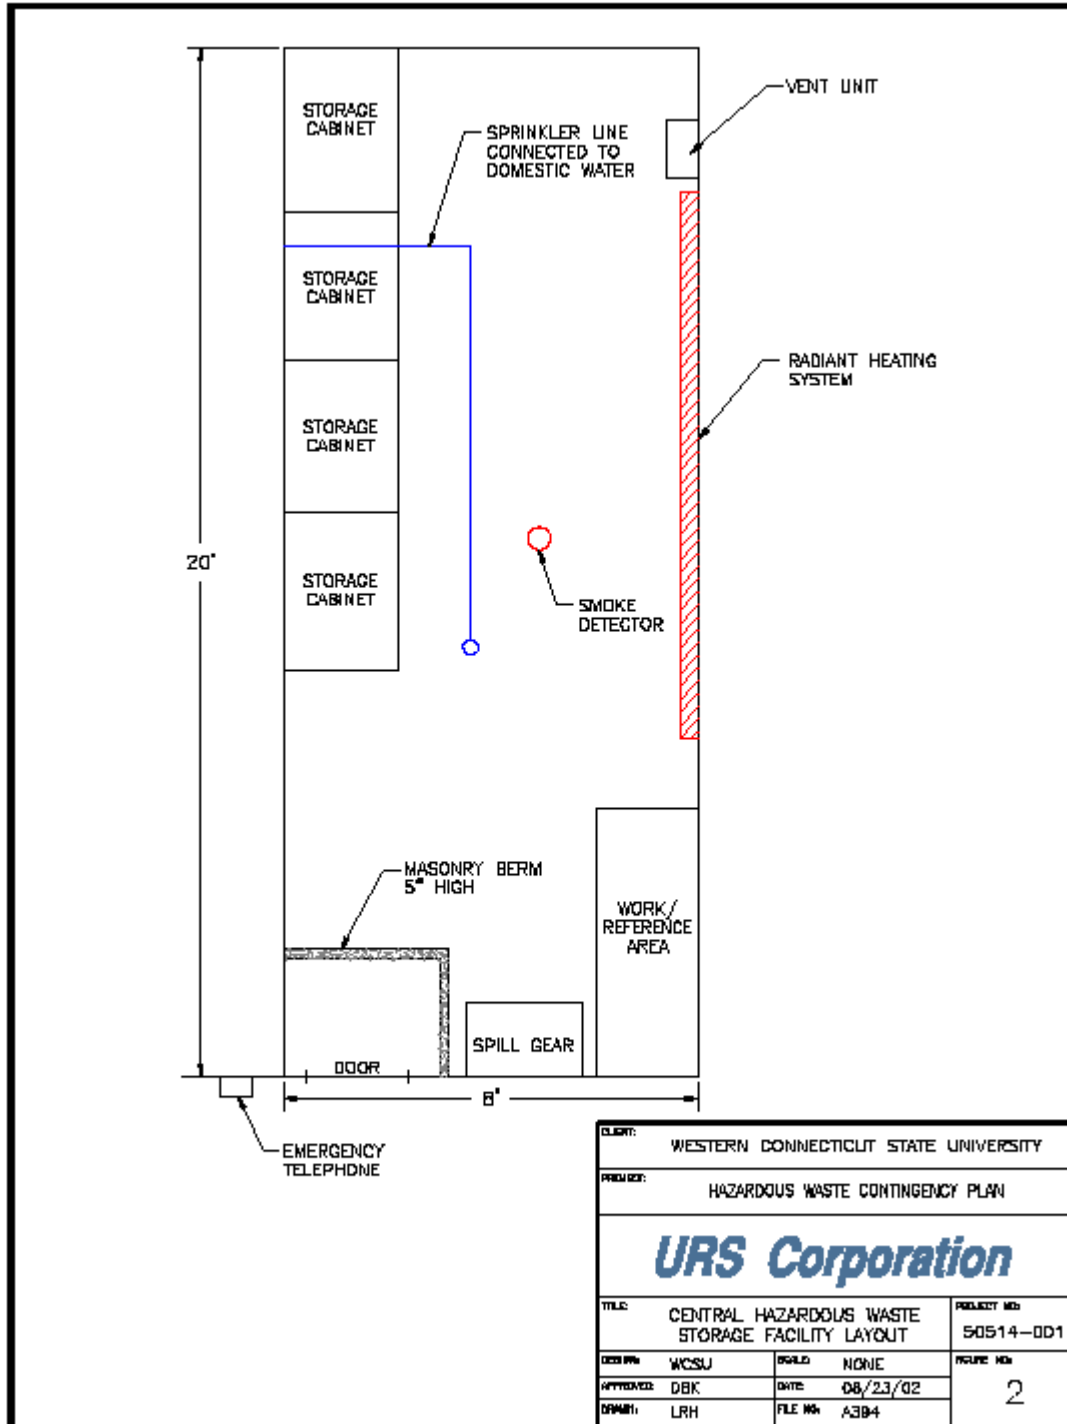 STORAGE
CABINET
VENT UNIT
SPRINKLER LINE
CONNECTED TO
DOMESTIC WATER
STORAGE
CABINET
RADIANT HEATING
SYSTEM
STORAGE
CABINET
20'
STORAGE
CABINET
SMOKE
DETECTOR
MASONRY BERM
5" HIGH
WORK/
REFERENCE
AREA
SPILL GEAR
DOOR
8'
EMERGENCY
TELEPHONE
CLIENT:
WESTERN CONNECTICUT STATE UNIVERSITY
PROJECT:
HAZARDOUS WASTE CONTINGENCY PLAN
URS Corporation
TITLE:
CENTRAL HAZARDOUS WASTE
STORAGE FACILITY LAYOUT
PROJECT NO:
50514-001
DESIGN: WCSU
SCALE: NONE
FIGURE NO:
2
APPROVED: DBK
DATE: 08/23/02
DRAWN: LRH
FILE NO: A394